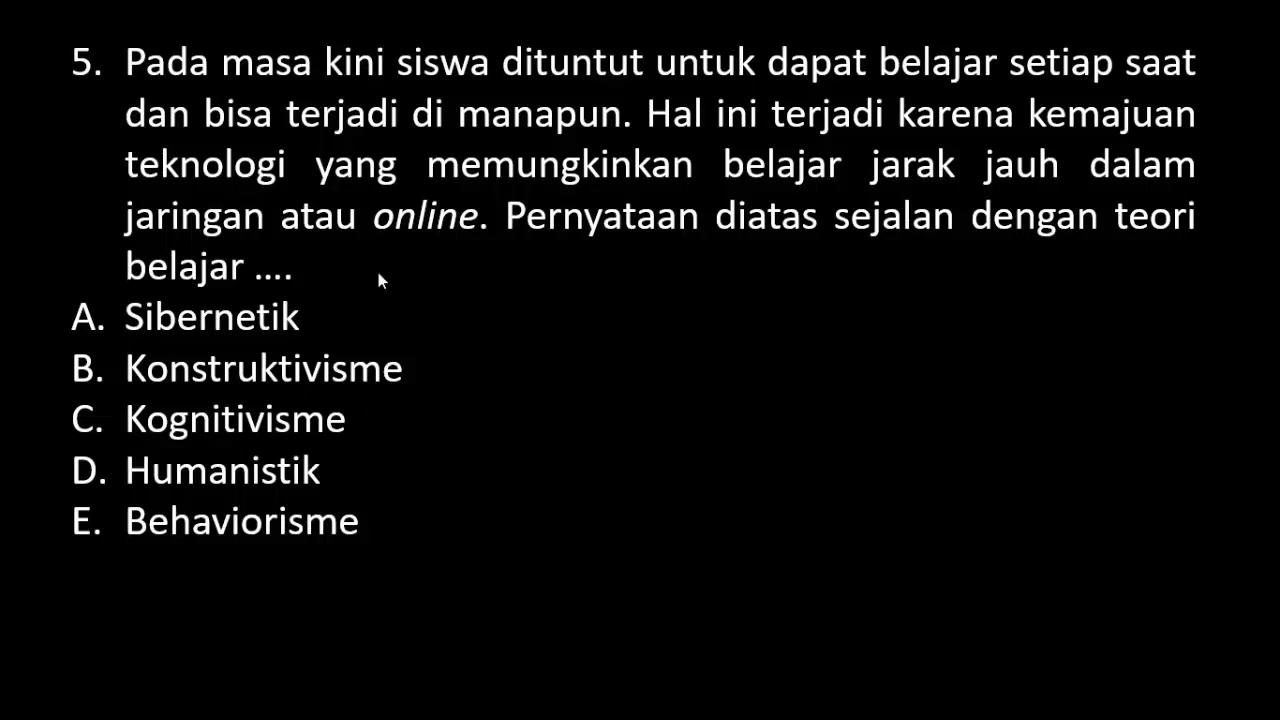 5. Pada masa kini siswa dituntut untuk dapat belajar setiap saat
dan bisa terjadi di manapun. Hal ini terjadi karena kemajuan
teknologi yang memungkinkan belajar jarak jauh dalam
jaringan atau online. Pernyataan diatas sejalan dengan teori
belajar ....
A. Sibernetik
B. Konstruktivisme
C. Kognitivisme
D. Humanistik
E. Behaviorisme